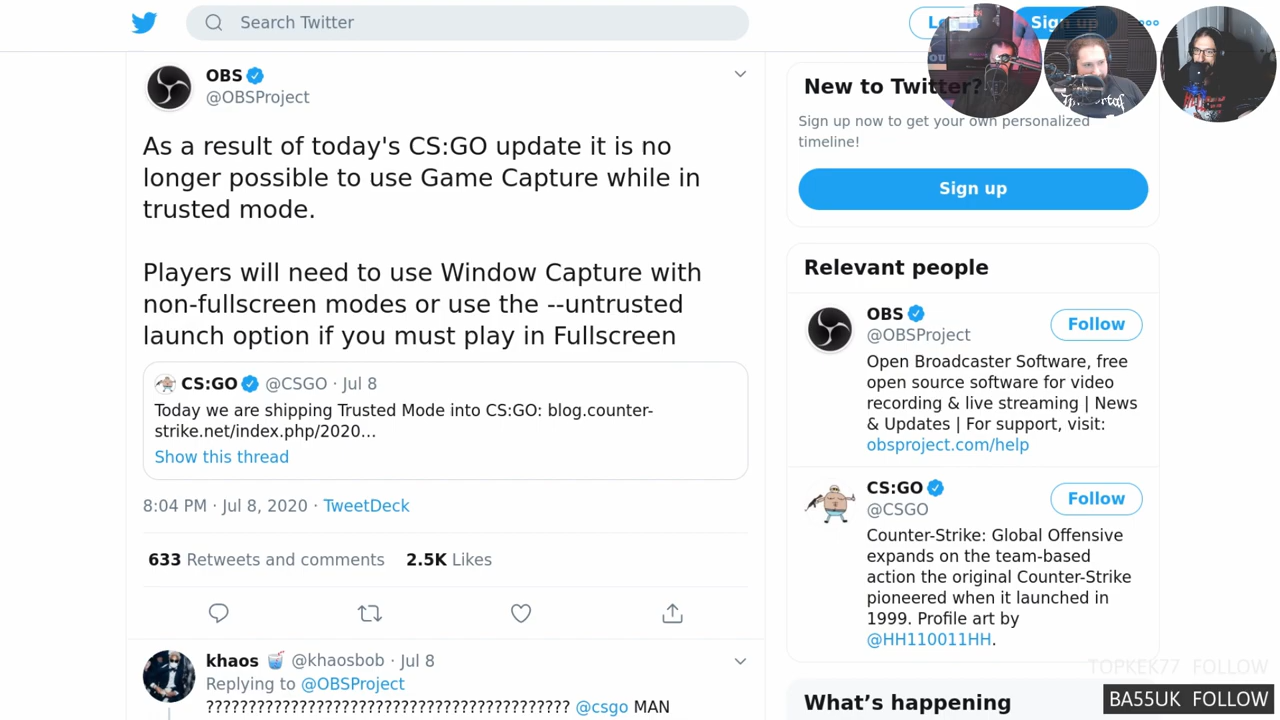 Search Twitter
Sign up
OBS
@OBSProject
As a result of today's CS:GO update it is no
longer possible to use Game Capture while in
trusted mode.
Players will need to use Window Capture with
non-fullscreen modes or use the --untrusted
launch option if you must play in Fullscreen
CS:GO @CSGO · Jul 8
Today we are shipping Trusted Mode into CS:GO: blog.counter-
strike.net/index.php/2020…
Show this thread
8:04 PM · Jul 8, 2020 · TweetDeck
633 Retweets and comments 2.5K Likes
khaos @khaosbob · Jul 8
Replying to @OBSProject
??????????????????????????????????????????? @csgo MAN
New to Twitter?
Sign up now to get your own personalized
timeline!
Sign up
Relevant people
OBS
@OBSProject
Follow
Open Broadcaster Software, free
open source software for video
recording & live streaming | News
& Updates | For support, visit:
obsproject.com/help
CS:GO
@CSGO
Follow
Counter-Strike: Global Offensive
expands on the team-based
action the original Counter-Strike
pioneered when it launched in
1999. Profile art by
@HH110011HH.
TOPKEK77 FOLLOW
BA55UK FOLLOW
What's happening